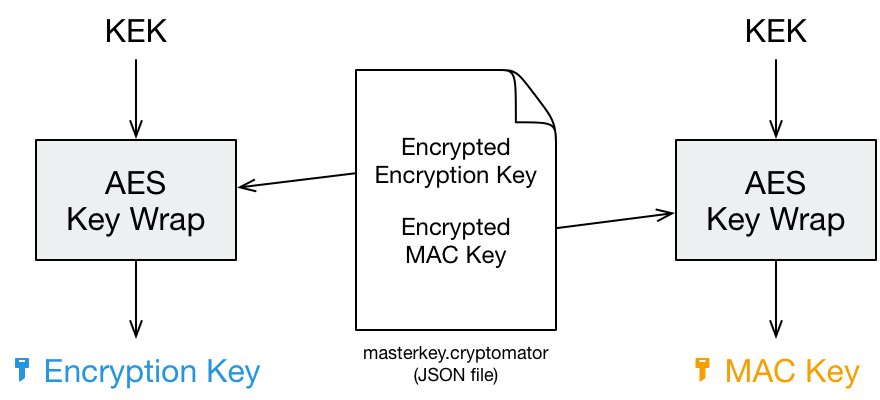 KEK
AES
Key Wrap
Encryption Key
Encrypted
Encryption Key
Encrypted
MAC Key
masterkey.cryptomator
(JSON file)
KEK
AES
Key Wrap
MAC Key